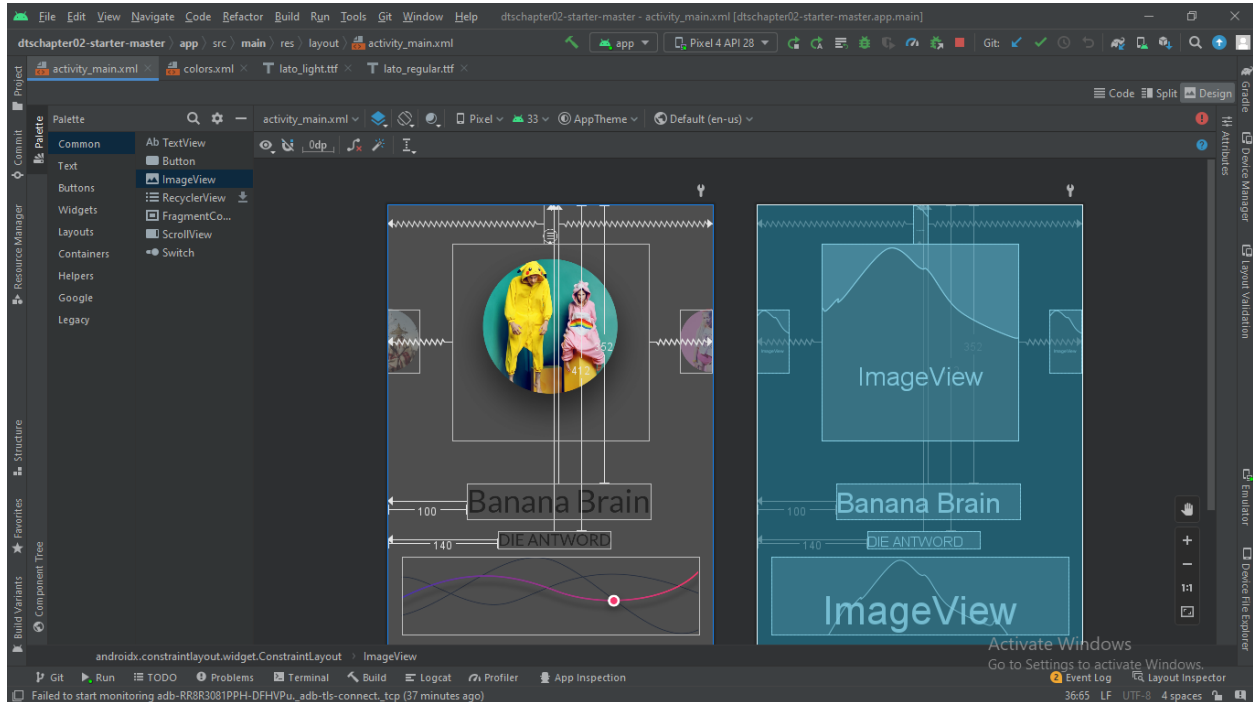 File Edit View Navigate Code Refactor Build Run Tools Git Window Help dtschapter02-starter-master - activity_main.xml [dtschapter02-starter-master.app.main]
dtschapter02-starter-master app src main res layout activity_main.xml app Pixel 4 API 28 Git:
activity_main.xml colors.xml lato_light.ttf lato_regular.ttf
Code Split Design
Palette activity_main.xml Pixel 33 AppTheme Default (en-us)
Common
Text
Buttons
Widgets
Layouts
Containers
Helpers
Google
Legacy
Ab TextView
Button
ImageView
RecyclerView
FragmentCo...
ScrollView
Switch
0dp
Project
Commit
Resource Manager
Structure
Favorites
Build Variants
Palette
Component Tree
352
412
Banana Brain
100
DIE ANTWORD
140
ImageView
ImageView
ImageView
352
Banana Brain
100
DIE ANTWORD
140
ImageView
1:1
Attributes
Gradle
Device Manager
Layout Validation
Emulator
Device File Explorer
Activate Windows
Go to Settings to activate Windows.
androidx.constraintlayout.widget.ConstraintLayout ImageView
Git Run TODO Problems Terminal Build Logcat Profiler App Inspection 2 Event Log Layout Inspector
Failed to start monitoring adb-RR8R3081PPH-DFHVPu._adb-tls-connect._tcp (37 minutes ago) 36:65 LF UTF-8 4 spaces